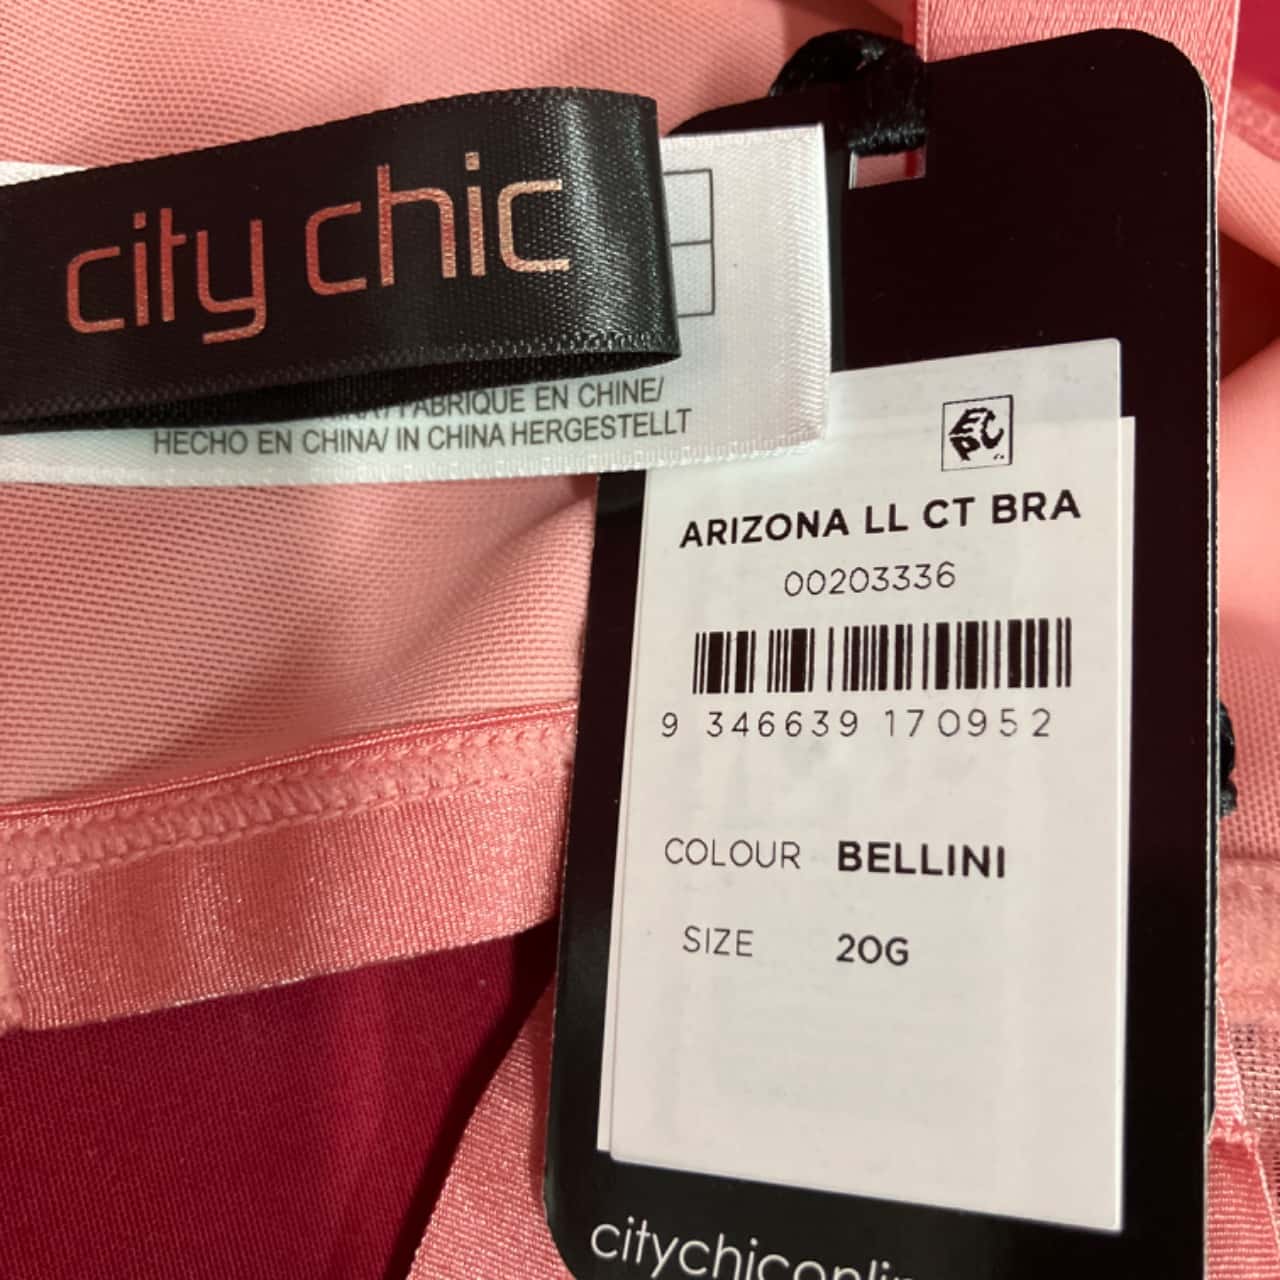 city chic
FABRIQUE EN CHINE/
HECHO EN CHINA/ IN CHINA HERGESTELLT
ARIZONA LL CT BRA
00203336
9 346639 170952
COLOUR BELLINI
SIZE 20G